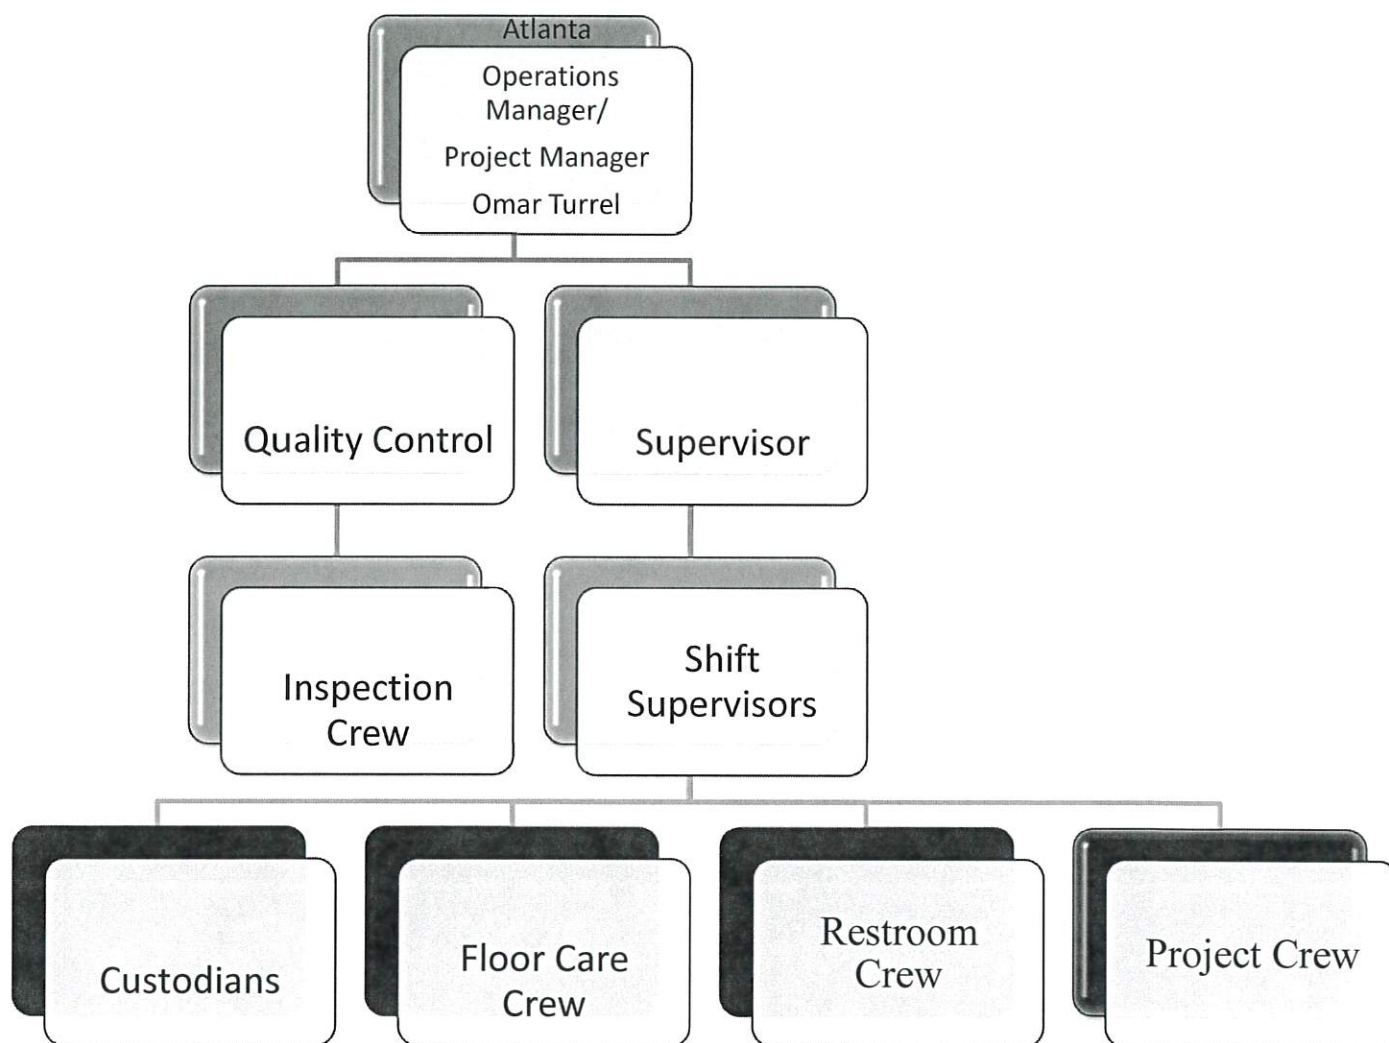 Atlanta
Operations
Manager/
Project Manager
Omar Turrel
Quality Control
Supervisor
Inspection
Crew
Shift
Supervisors
Custodians
Floor Care
Crew
Restroom
Crew
Project Crew